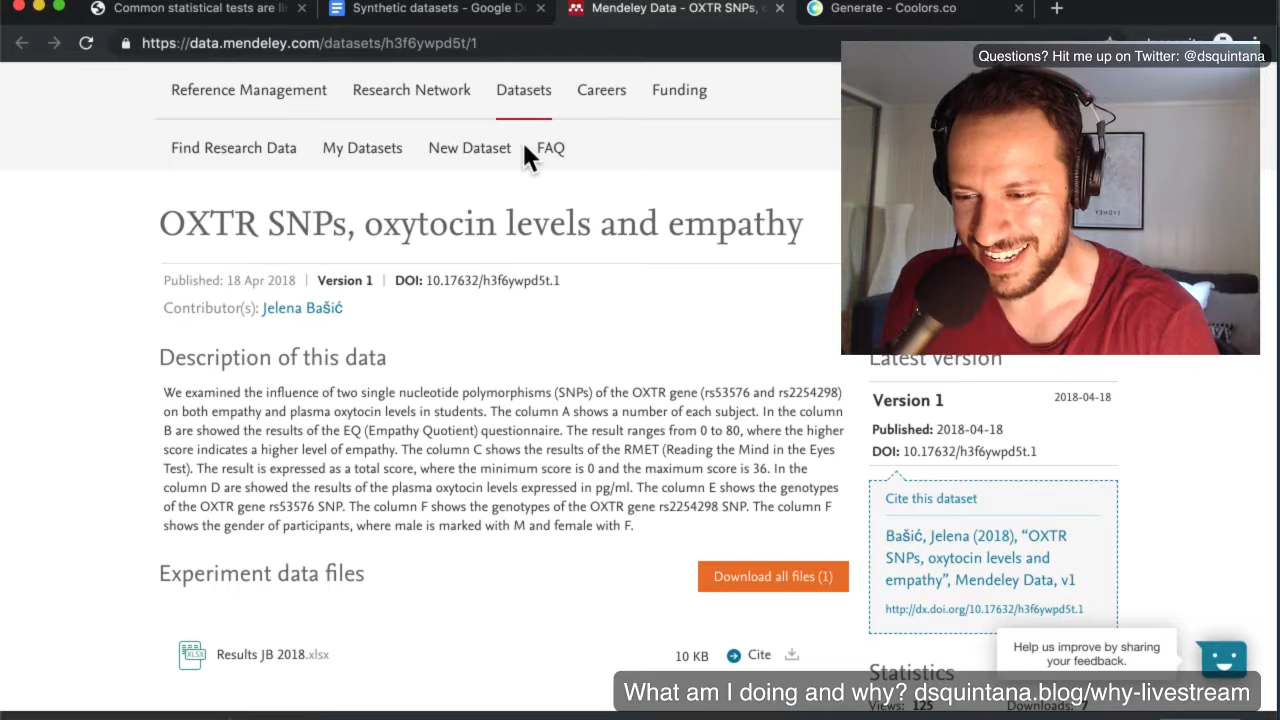 Common statistical tests are li
Synthetic datasets - Google D
Mendeley Data - OXTR SNPs,
Generate - Coolors.co
https://data.mendeley.com/datasets/h3f6ywpd5t/1
Questions? Hit me up on Twitter: @dsquintana
Reference Management
Research Network
Datasets
Careers
Funding
Find Research Data
My Datasets
New Dataset
FAQ
SYDNEY
OXTR SNPs, oxytocin levels and empathy
Published: 18 Apr 2018 | Version 1 | DOI: 10.17632/h3f6ywpd5t.1
Contributor(s): Jelena Bašić
Description of this data
We examined the influence of two single nucleotide polymorphisms (SNPs) of the OXTR gene (rs53576 and rs2254298)
on both empathy and plasma oxytocin levels in students. The column A shows a number of each subject. In the column
B are showed the results of the EQ (Empathy Quotient) questionnaire. The result ranges from 0 to 80, where the higher
score indicates a higher level of empathy. The column C shows the results of the RMET (Reading the Mind in the Eyes
Test). The result is expressed as a total score, where the minimum score is 0 and the maximum score is 36. In the
column D are showed the results of the plasma oxytocin levels expressed in pg/ml. The column E shows the genotypes
of the OXTR gene rs53576 SNP. The column F shows the genotypes of the OXTR gene rs2254298 SNP. The column F
shows the gender of participants, where male is marked with M and female with F.
Experiment data files
Download all files (1)
Results JB 2018.xlsx
XLSX
10 KB
Cite
Latest version
Version 1
2018-04-18
Published: 2018-04-18
DOI: 10.17632/h3f6ywpd5t.1
Cite this dataset
Bašić, Jelena (2018), “OXTR
SNPs, oxytocin levels and
empathy”, Mendeley Data, v1
http://dx.doi.org/10.17632/h3f6ywpd5t.1
Help us improve by sharing
your feedback.
Statistics
Views: 125
Downloads: 7
What am I doing and why? dsquintana.blog/why-livestream